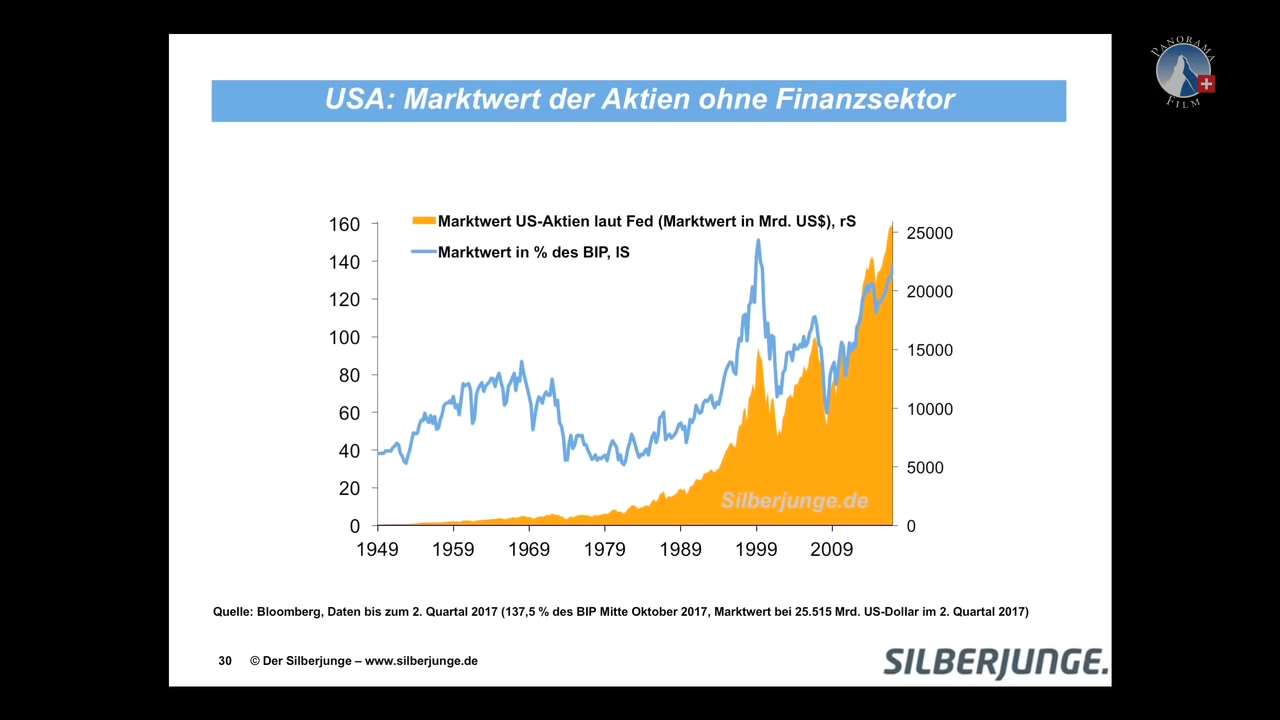 PANORAMA
FILM
USA: Marktwert der Aktien ohne Finanzsektor
Marktwert US-Aktien laut Fed (Marktwert in Mrd. US$), rS
Marktwert in % des BIP, lS
160
140
120
100
80
60
40
20
0
25000
20000
15000
10000
5000
0
1949 1959 1969 1979 1989 1999 2009
Silberjunge.de
Quelle: Bloomberg, Daten bis zum 2. Quartal 2017 (137,5 % des BIP Mitte Oktober 2017, Marktwert bei 25.515 Mrd. US-Dollar im 2. Quartal 2017)
30 © Der Silberjunge – www.silberjunge.de
SILBERJUNGE.